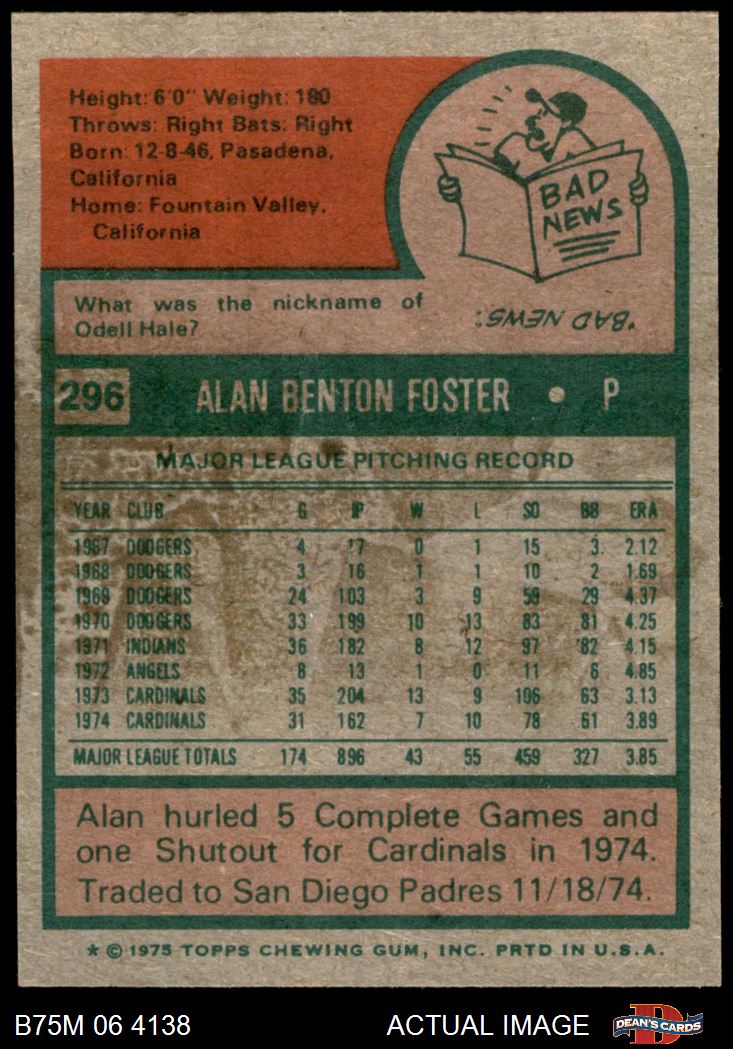 Height: 6'0" Weight: 180
Throws: Right Bats: Right
Born: 12-8-46, Pasadena,
California
Home: Fountain Valley,
California
BAD
NEWS
What was the nickname of
Odell Hale?
"BAD NEWS."
296 ALAN BENTON FOSTER • P
MAJOR LEAGUE PITCHING RECORD
YEAR CLUB G IP W L SO BB ERA
1967 DODGERS 4 17 0 1 15 3 2.12
1968 DODGERS 3 16 1 1 10 2 1.69
1969 DODGERS 24 103 3 9 59 29 4.37
1970 DODGERS 33 199 10 13 83 81 4.25
1971 INDIANS 36 182 8 12 97 82 4.15
1972 ANGELS 8 13 1 0 11 6 4.85
1973 CARDINALS 35 204 13 9 106 63 3.13
1974 CARDINALS 31 162 7 10 78 61 3.89
MAJOR LEAGUE TOTALS 174 896 43 55 459 327 3.85
Alan hurled 5 Complete Games and
one Shutout for Cardinals in 1974.
Traded to San Diego Padres 11/18/74.
* © 1975 TOPPS CHEWING GUM, INC. PRTD IN U.S.A.
B75M 06 4138 ACTUAL IMAGE DEAN'S CARDS